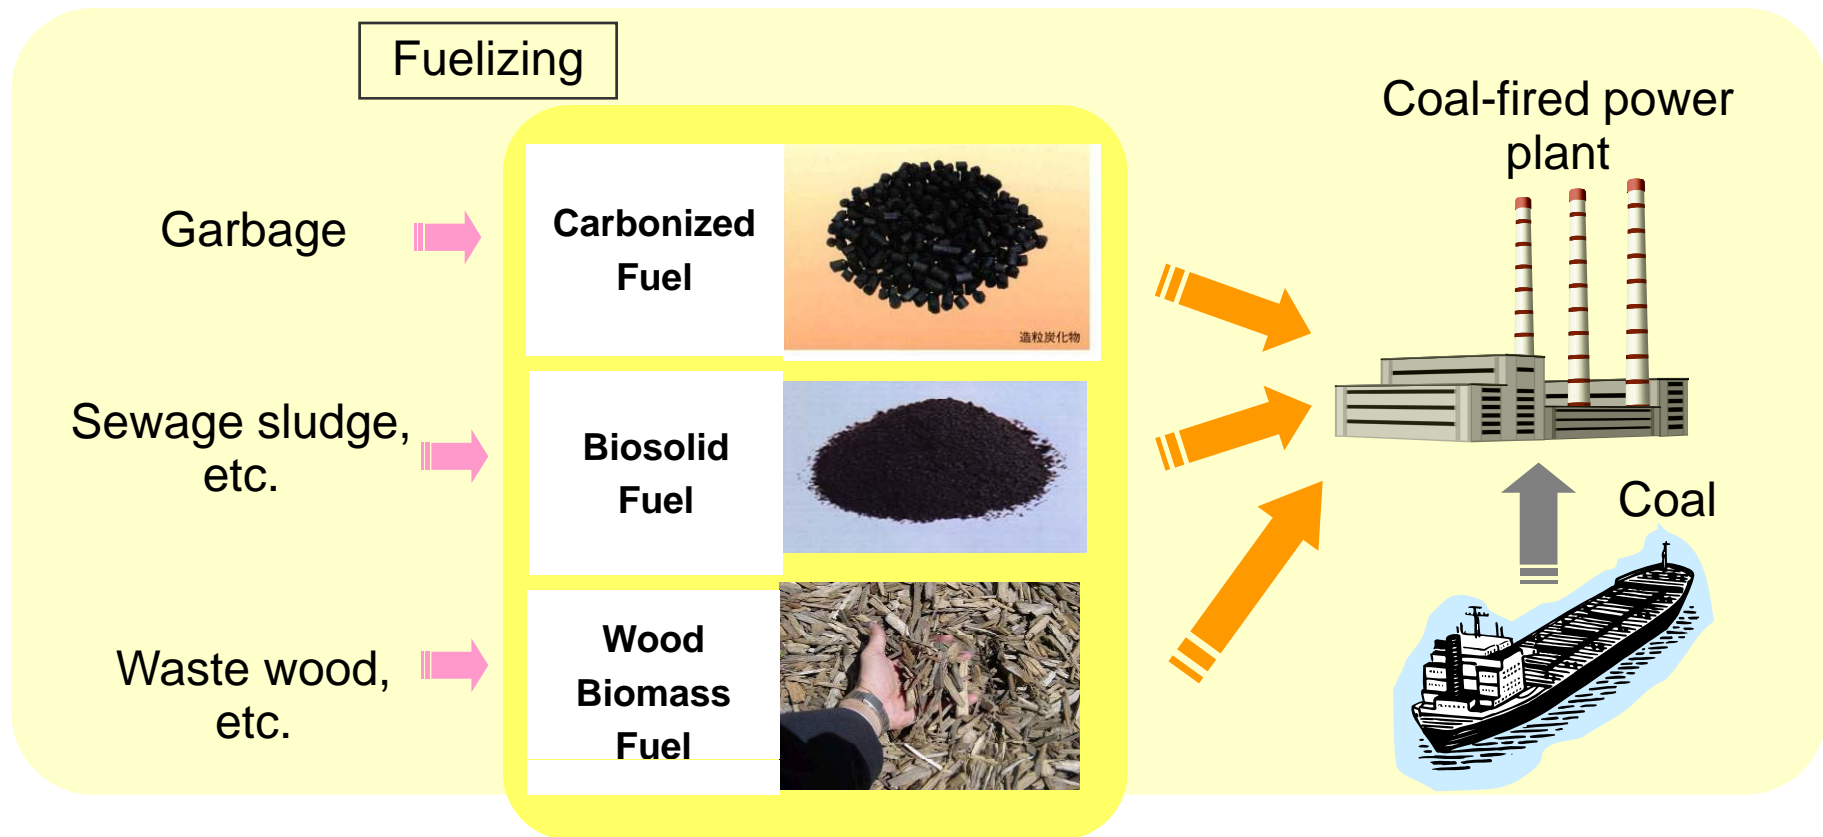 Fuelizing
Coal-fired power
plant
Garbage
Carbonized
Fuel
造粒炭化物
Sewage sludge,
etc.
Biosolid
Fuel
Coal
Waste wood,
etc.
Wood
Biomass
Fuel